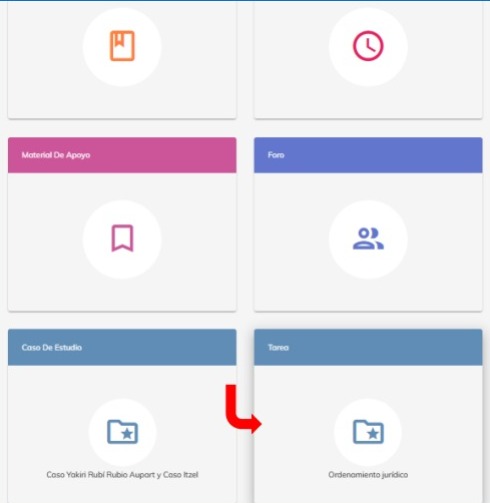 Material De Apoyo
Foro
Caso De Estudio
Tarea
Caso Yakiri Rubí Rubio Aupart y Caso Itzel
Ordenamiento jurídico